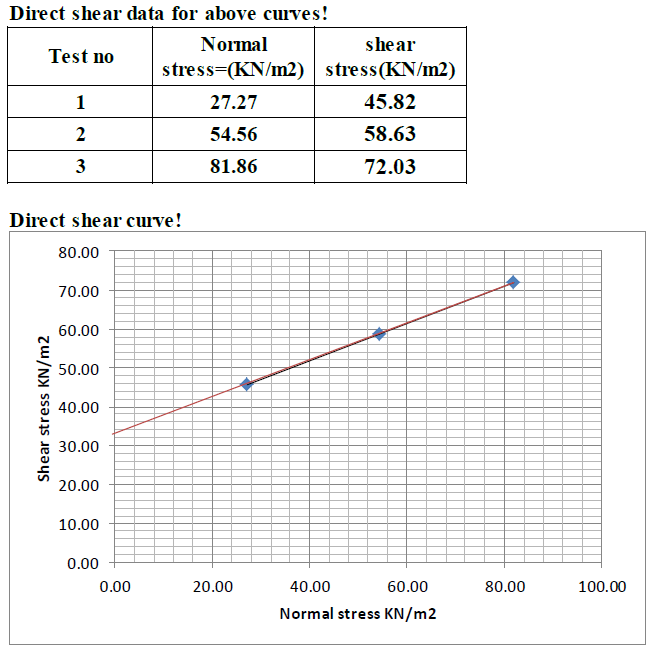 Direct shear data for above curves!
Test no Normal stress=(KN/m2) shear stress(KN/m2)
1 27.27 45.82
2 54.56 58.63
3 81.86 72.03
Direct shear curve!
80.00
70.00
60.00
50.00
40.00
30.00
20.00
10.00
0.00
Shear stress KN/m2
0.00 20.00 40.00 60.00 80.00 100.00
Normal stress KN/m2